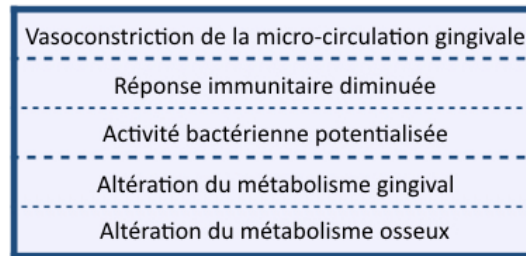 Vasoconstriction de la micro-circulation gingivale
Réponse immunitaire diminuée
Activité bactérienne potentialisée
Altération du métabolisme gingival
Altération du métabolisme osseux